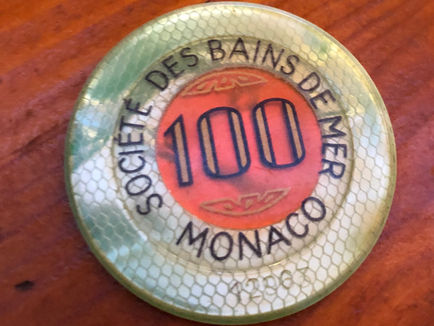 SOCIÉTÉ DES BAINS DE MER
100
MONACO